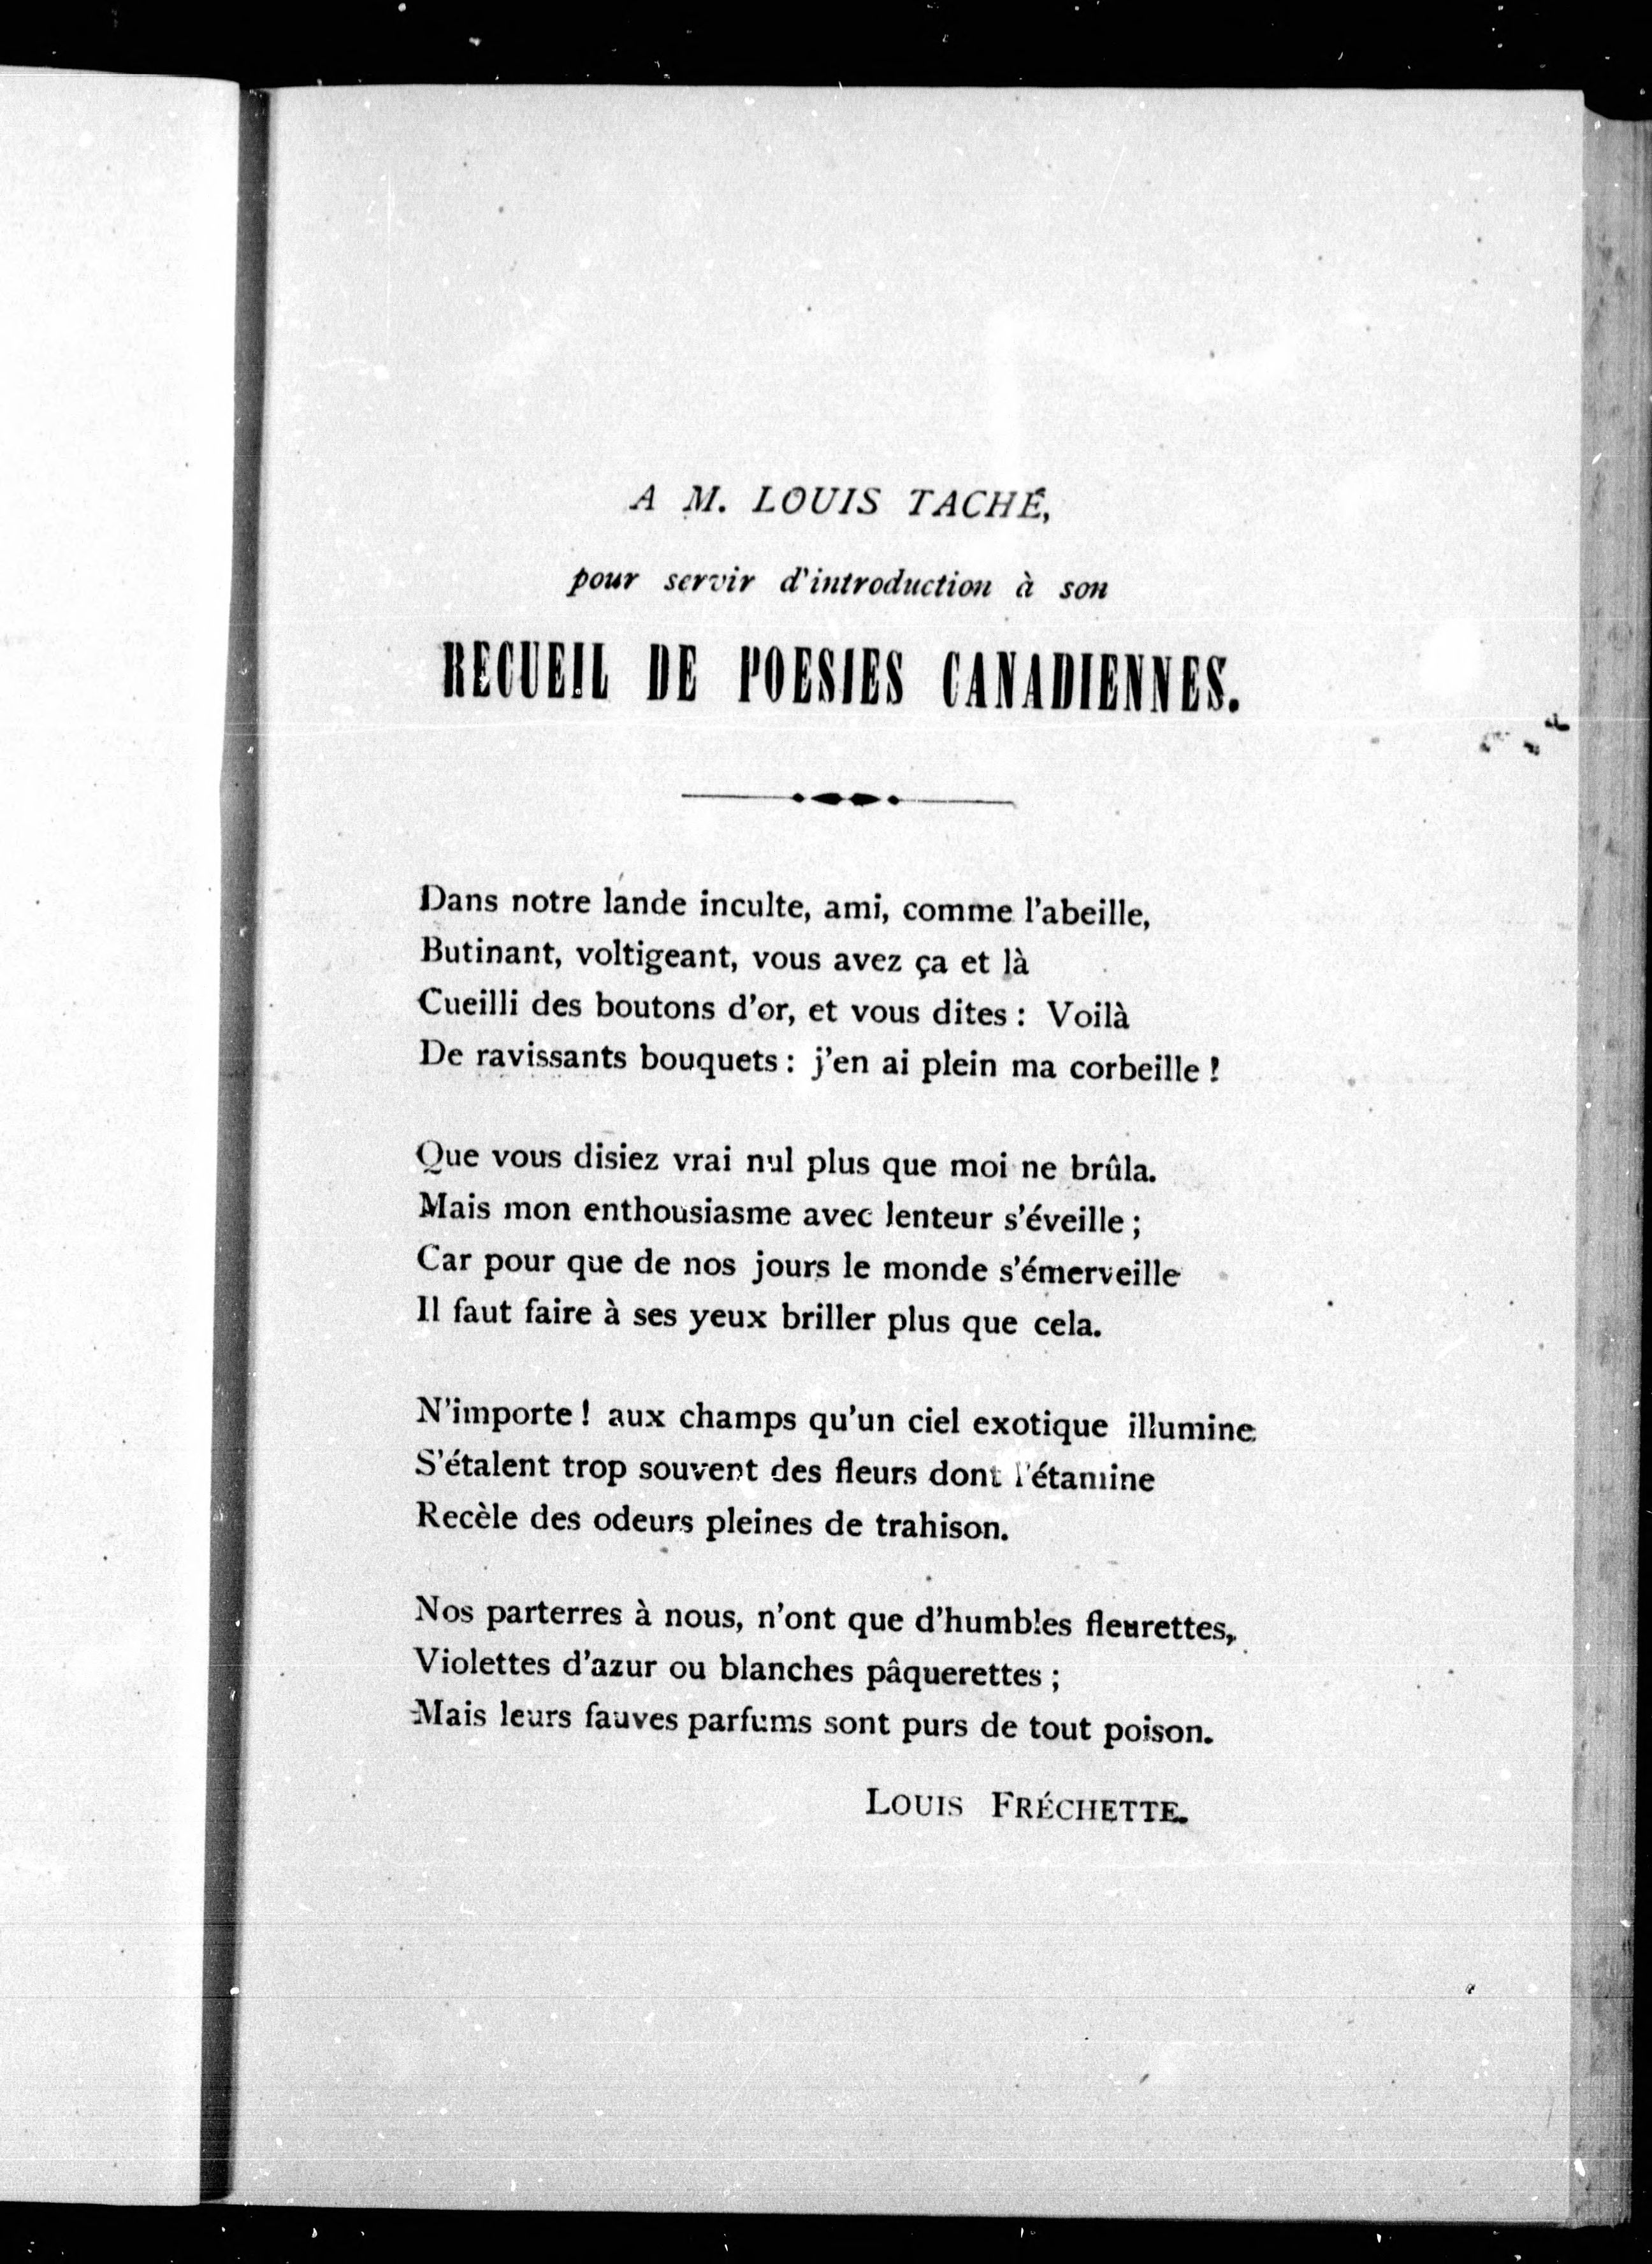 A M. LOUIS TACHÉ,
pour servir d'introduction à son
RECUEIL DE POESIES CANADIENNES.
Dans notre lande inculte, ami, comme l'abeille,
Butinant, voltigeant, vous avez ça et là
Cueilli des boutons d'or, et vous dites : Voilà
De ravissants bouquets : j'en ai plein ma corbeille !
Que vous disiez vrai nul plus que moi ne brûla.
Mais mon enthousiasme avec lenteur s'éveille ;
Car pour que de nos jours le monde s'émerveille
Il faut faire à ses yeux briller plus que cela.
N'importe ! aux champs qu'un ciel exotique illumine
S'étalent trop souvent des fleurs dont l'étamine
Recèle des odeurs pleines de trahison.
Nos parterres à nous, n'ont que d'humbles fleurettes,
Violettes d'azur ou blanches pâquerettes ;
Mais leurs fauves parfums sont purs de tout poison.
LOUIS FRÉCHETTE.